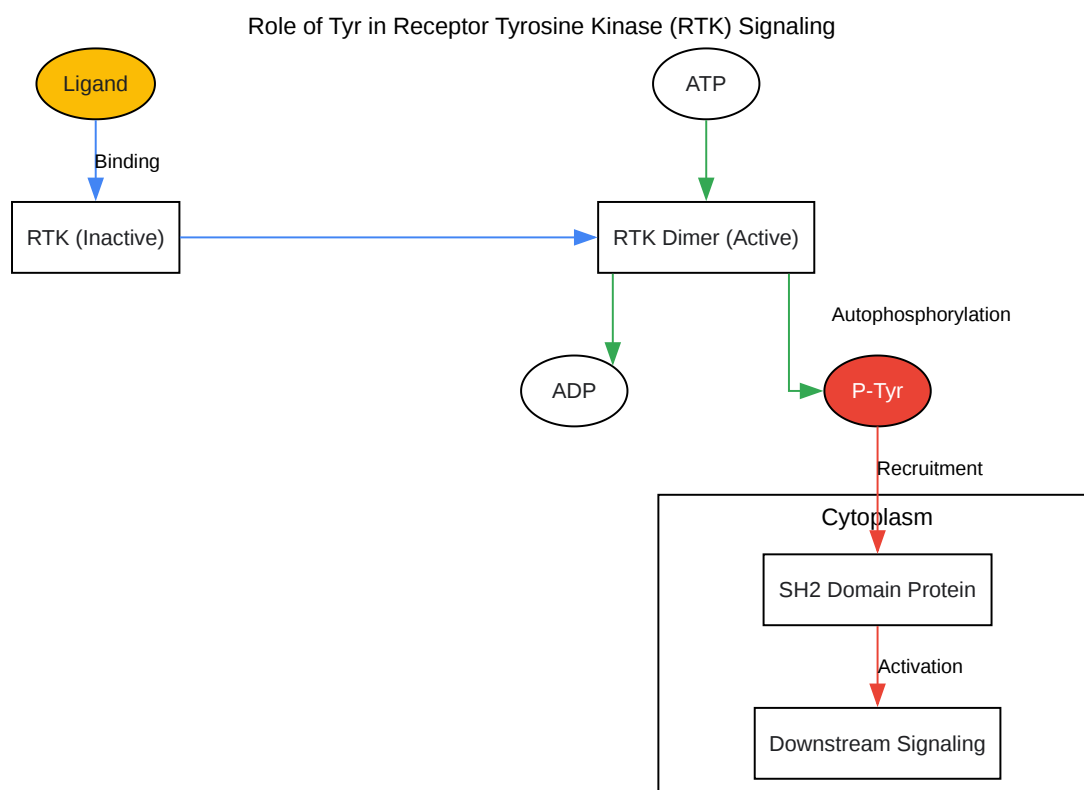 Role of Tyr in Receptor Tyrosine Kinase (RTK) Signaling
Ligand
ATP
Binding
RTK (Inactive)
RTK Dimer (Active)
Autophosphorylation
ADP
P-Tyr
Recruitment
Cytoplasm
SH2 Domain Protein
Activation
Downstream Signaling